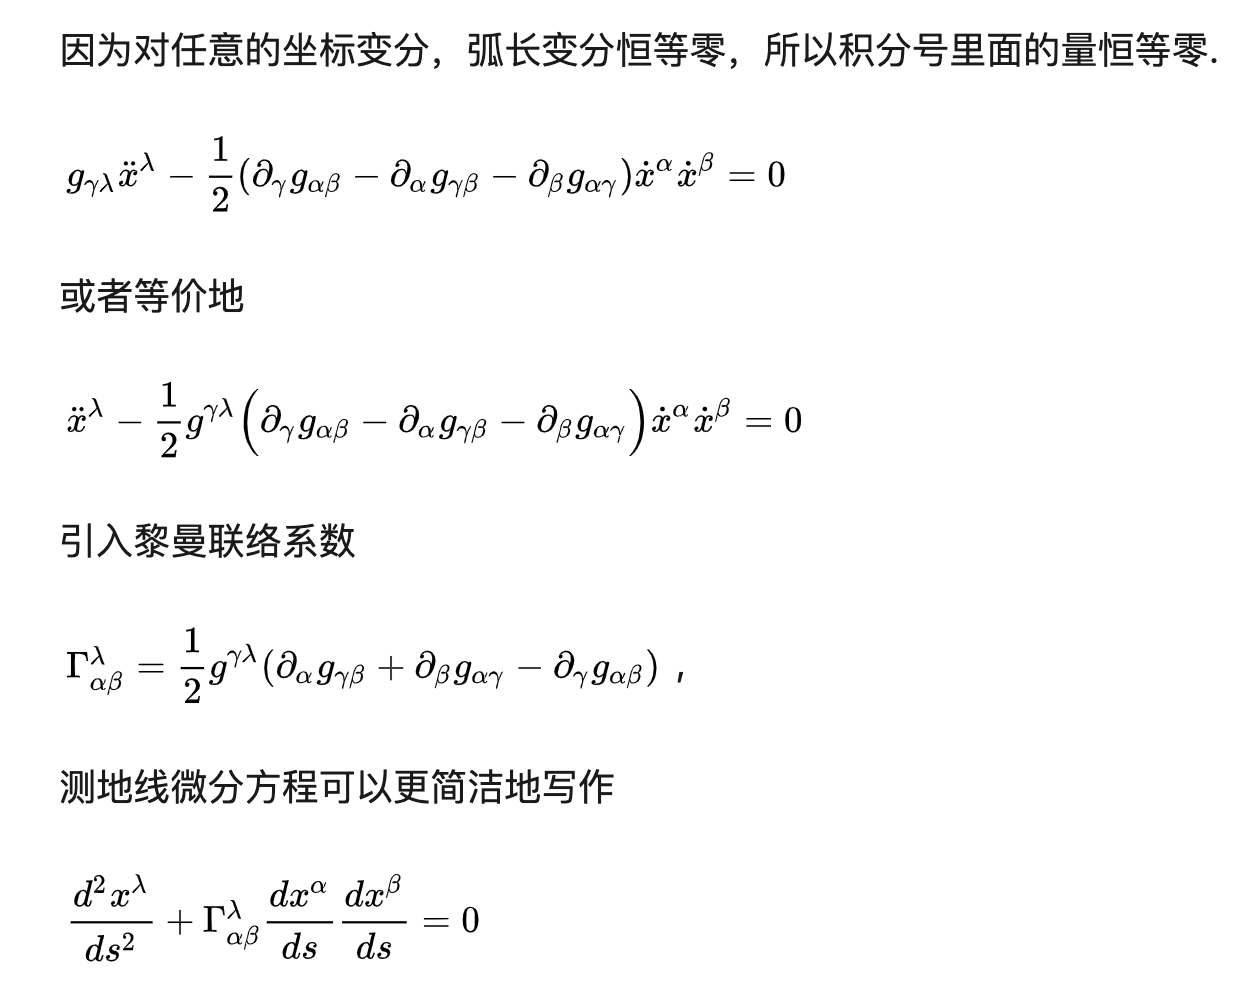 因为对任意的坐标变分，弧长变分恒等零，所以积分号里面的量恒等零.
$g_{\gamma\lambda}\ddot{x}^{\lambda} - \frac{1}{2}(\partial_{\gamma}g_{\alpha\beta} - \partial_{\alpha}g_{\gamma\beta} - \partial_{\beta}g_{\alpha\gamma})\dot{x}^{\alpha}\dot{x}^{\beta} = 0$
或者等价地
$\ddot{x}^{\lambda} - \frac{1}{2}g^{\gamma\lambda}\left(\partial_{\gamma}g_{\alpha\beta} - \partial_{\alpha}g_{\gamma\beta} - \partial_{\beta}g_{\alpha\gamma}\right)\dot{x}^{\alpha}\dot{x}^{\beta} = 0$
引入黎曼联络系数
$\Gamma^{\lambda}_{\alpha\beta} = \frac{1}{2}g^{\gamma\lambda}(\partial_{\alpha}g_{\gamma\beta} + \partial_{\beta}g_{\alpha\gamma} - \partial_{\gamma}g_{\alpha\beta})$ ，
测地线微分方程可以更简洁地写作
$\frac{d^{2}x^{\lambda}}{ds^{2}} + \Gamma^{\lambda}_{\alpha\beta}\frac{dx^{\alpha}}{ds}\frac{dx^{\beta}}{ds} = 0$